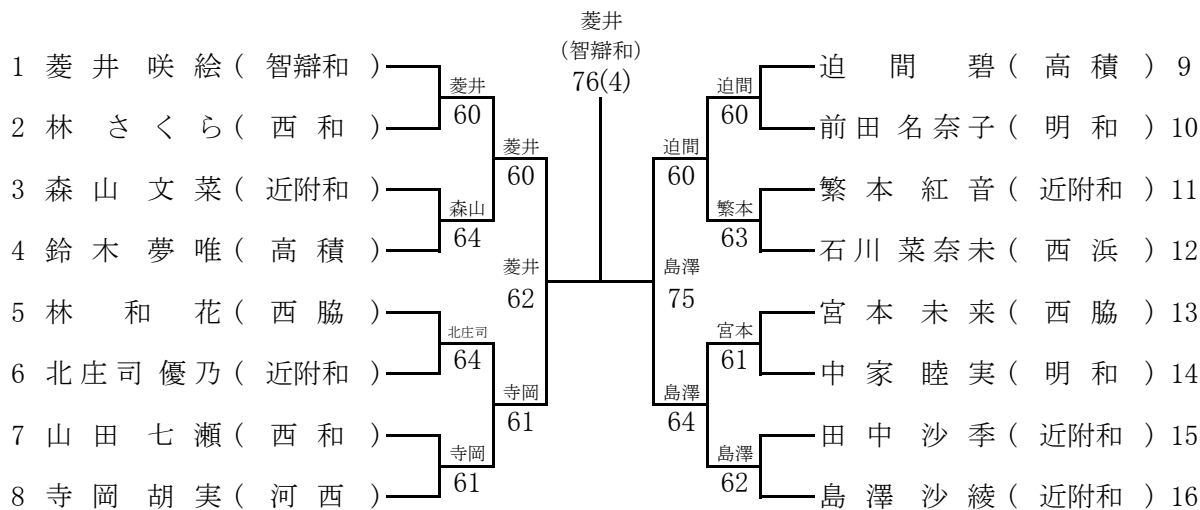 菱井
(智辯和)
76(4)
1 菱井咲絵(智辯和) 迫間碧(高積) 9
菱井 迫間
60 60
2 林さくら(西和) 前田名奈子(明和) 10
菱井 迫間
60 60
3 森山文菜(近附和) 繁本紅音(近附和) 11
森山 繁本
64 63
4 鈴木夢唯(高積) 石川菜奈未(西浜) 12
菱井 島澤
62 75
5 林和花(西脇) 宮本未来(西脇) 13
北庄司 宮本
64 61
6 北庄司優乃(近附和) 中家睦実(明和) 14
寺岡 島澤
61 64
7 山田七瀬(西和) 田中沙季(近附和) 15
寺岡 島澤
61 62
8 寺岡胡実(河西) 島澤沙綾(近附和) 16